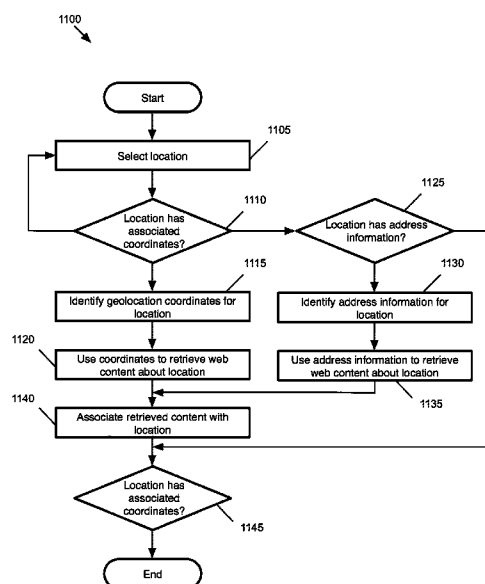 1100
Start
1105
Select location
1110
Location has
associated
coordinates?
1125
Location has address
information?
1115
Identify geolocation coordinates for
location
1130
Identify address information for
location
1120
Use coordinates to retrieve web
content about location
Use address information to retrieve
web content about location
1135
1140
Associate retrieved content with
location
Location has
associated
coordinates?
1145
End